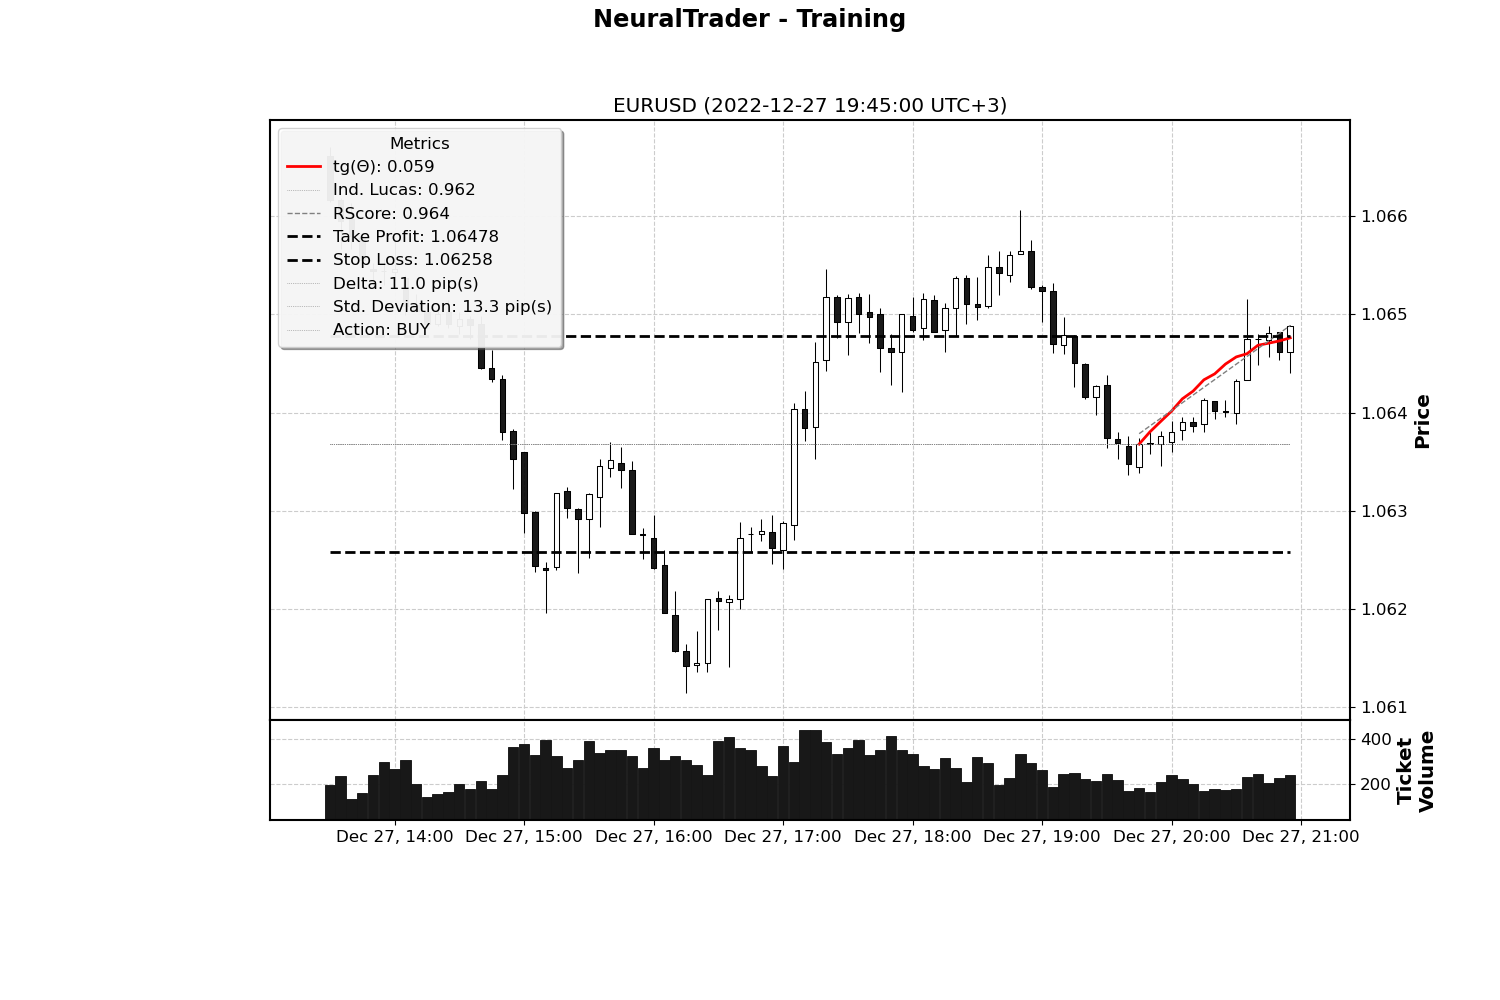 NeuralTrader - Training
EURUSD (2022-12-27 19:45:00 UTC+3)
Metrics
tg(Θ): 0.059
Ind. Lucas: 0.962
RScore: 0.964
Take Profit: 1.06478
Stop Loss: 1.06258
Delta: 11.0 pip(s)
Std. Deviation: 13.3 pip(s)
Action: BUY
1.066
1.065
1.064
1.063
1.062
1.061
Price
400
200
Ticket
Volume
Dec 27, 14:00 Dec 27, 15:00 Dec 27, 16:00 Dec 27, 17:00 Dec 27, 18:00 Dec 27, 19:00 Dec 27, 20:00 Dec 27, 21:00